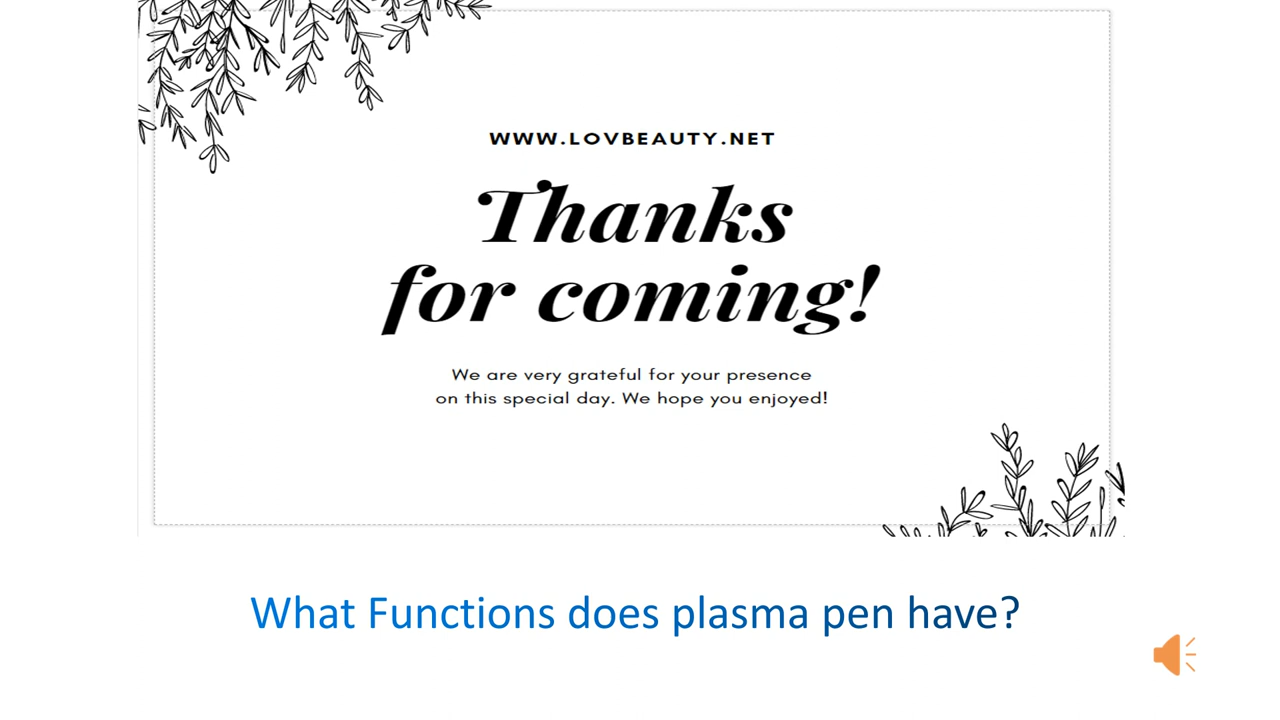 WWW.LOVBEAUTY.NET
Thanks
for coming!
We are very grateful for your presence
on this special day. We hope you enjoyed!
What Functions does plasma pen have?